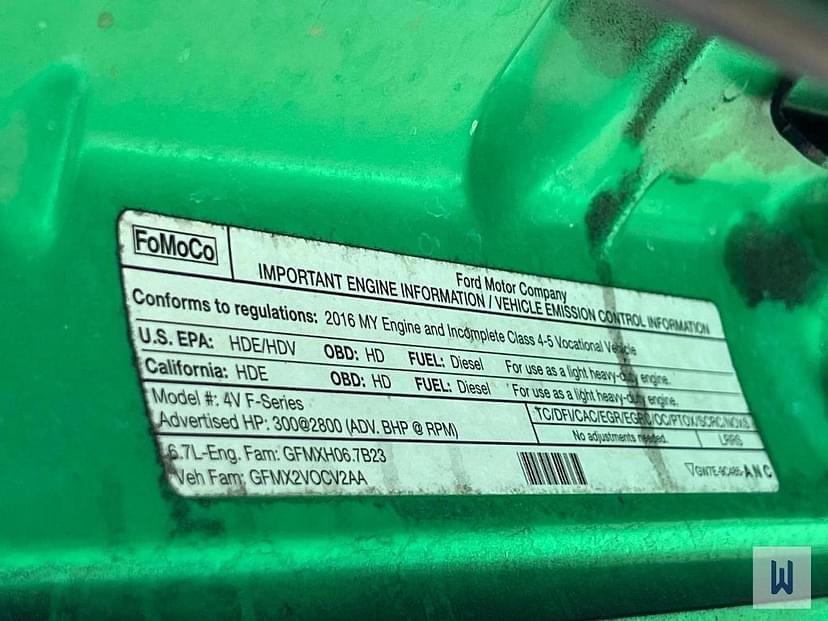 FoMoCo
Ford Motor Company
IMPORTANT ENGINE INFORMATION / VEHICLE EMISSION CONTROL INFORMATION
Conforms to regulations: 2016 MY Engine and Incomplete Class 4-5 Vocational Vehicle
U.S. EPA: HDE/HDV OBD: HD FUEL: Diesel For use as a light heavy-duty engine.
California: HDE OBD: HD FUEL: Diesel For use as a light heavy-duty engine.
Model #: 4V F-Series
Advertised HP: 300@2800 (ADV. BHP @ RPM)
TC/DFI/CAC/EGR/EGRC/OC/PTOX/SCRC/NOXS
No adjustments needed. LRRS
6.7L-Eng. Fam: GFMXH06.7B23
Veh Fam: GFMX2VOCV2AA
GW7E-9C485-ANC
W